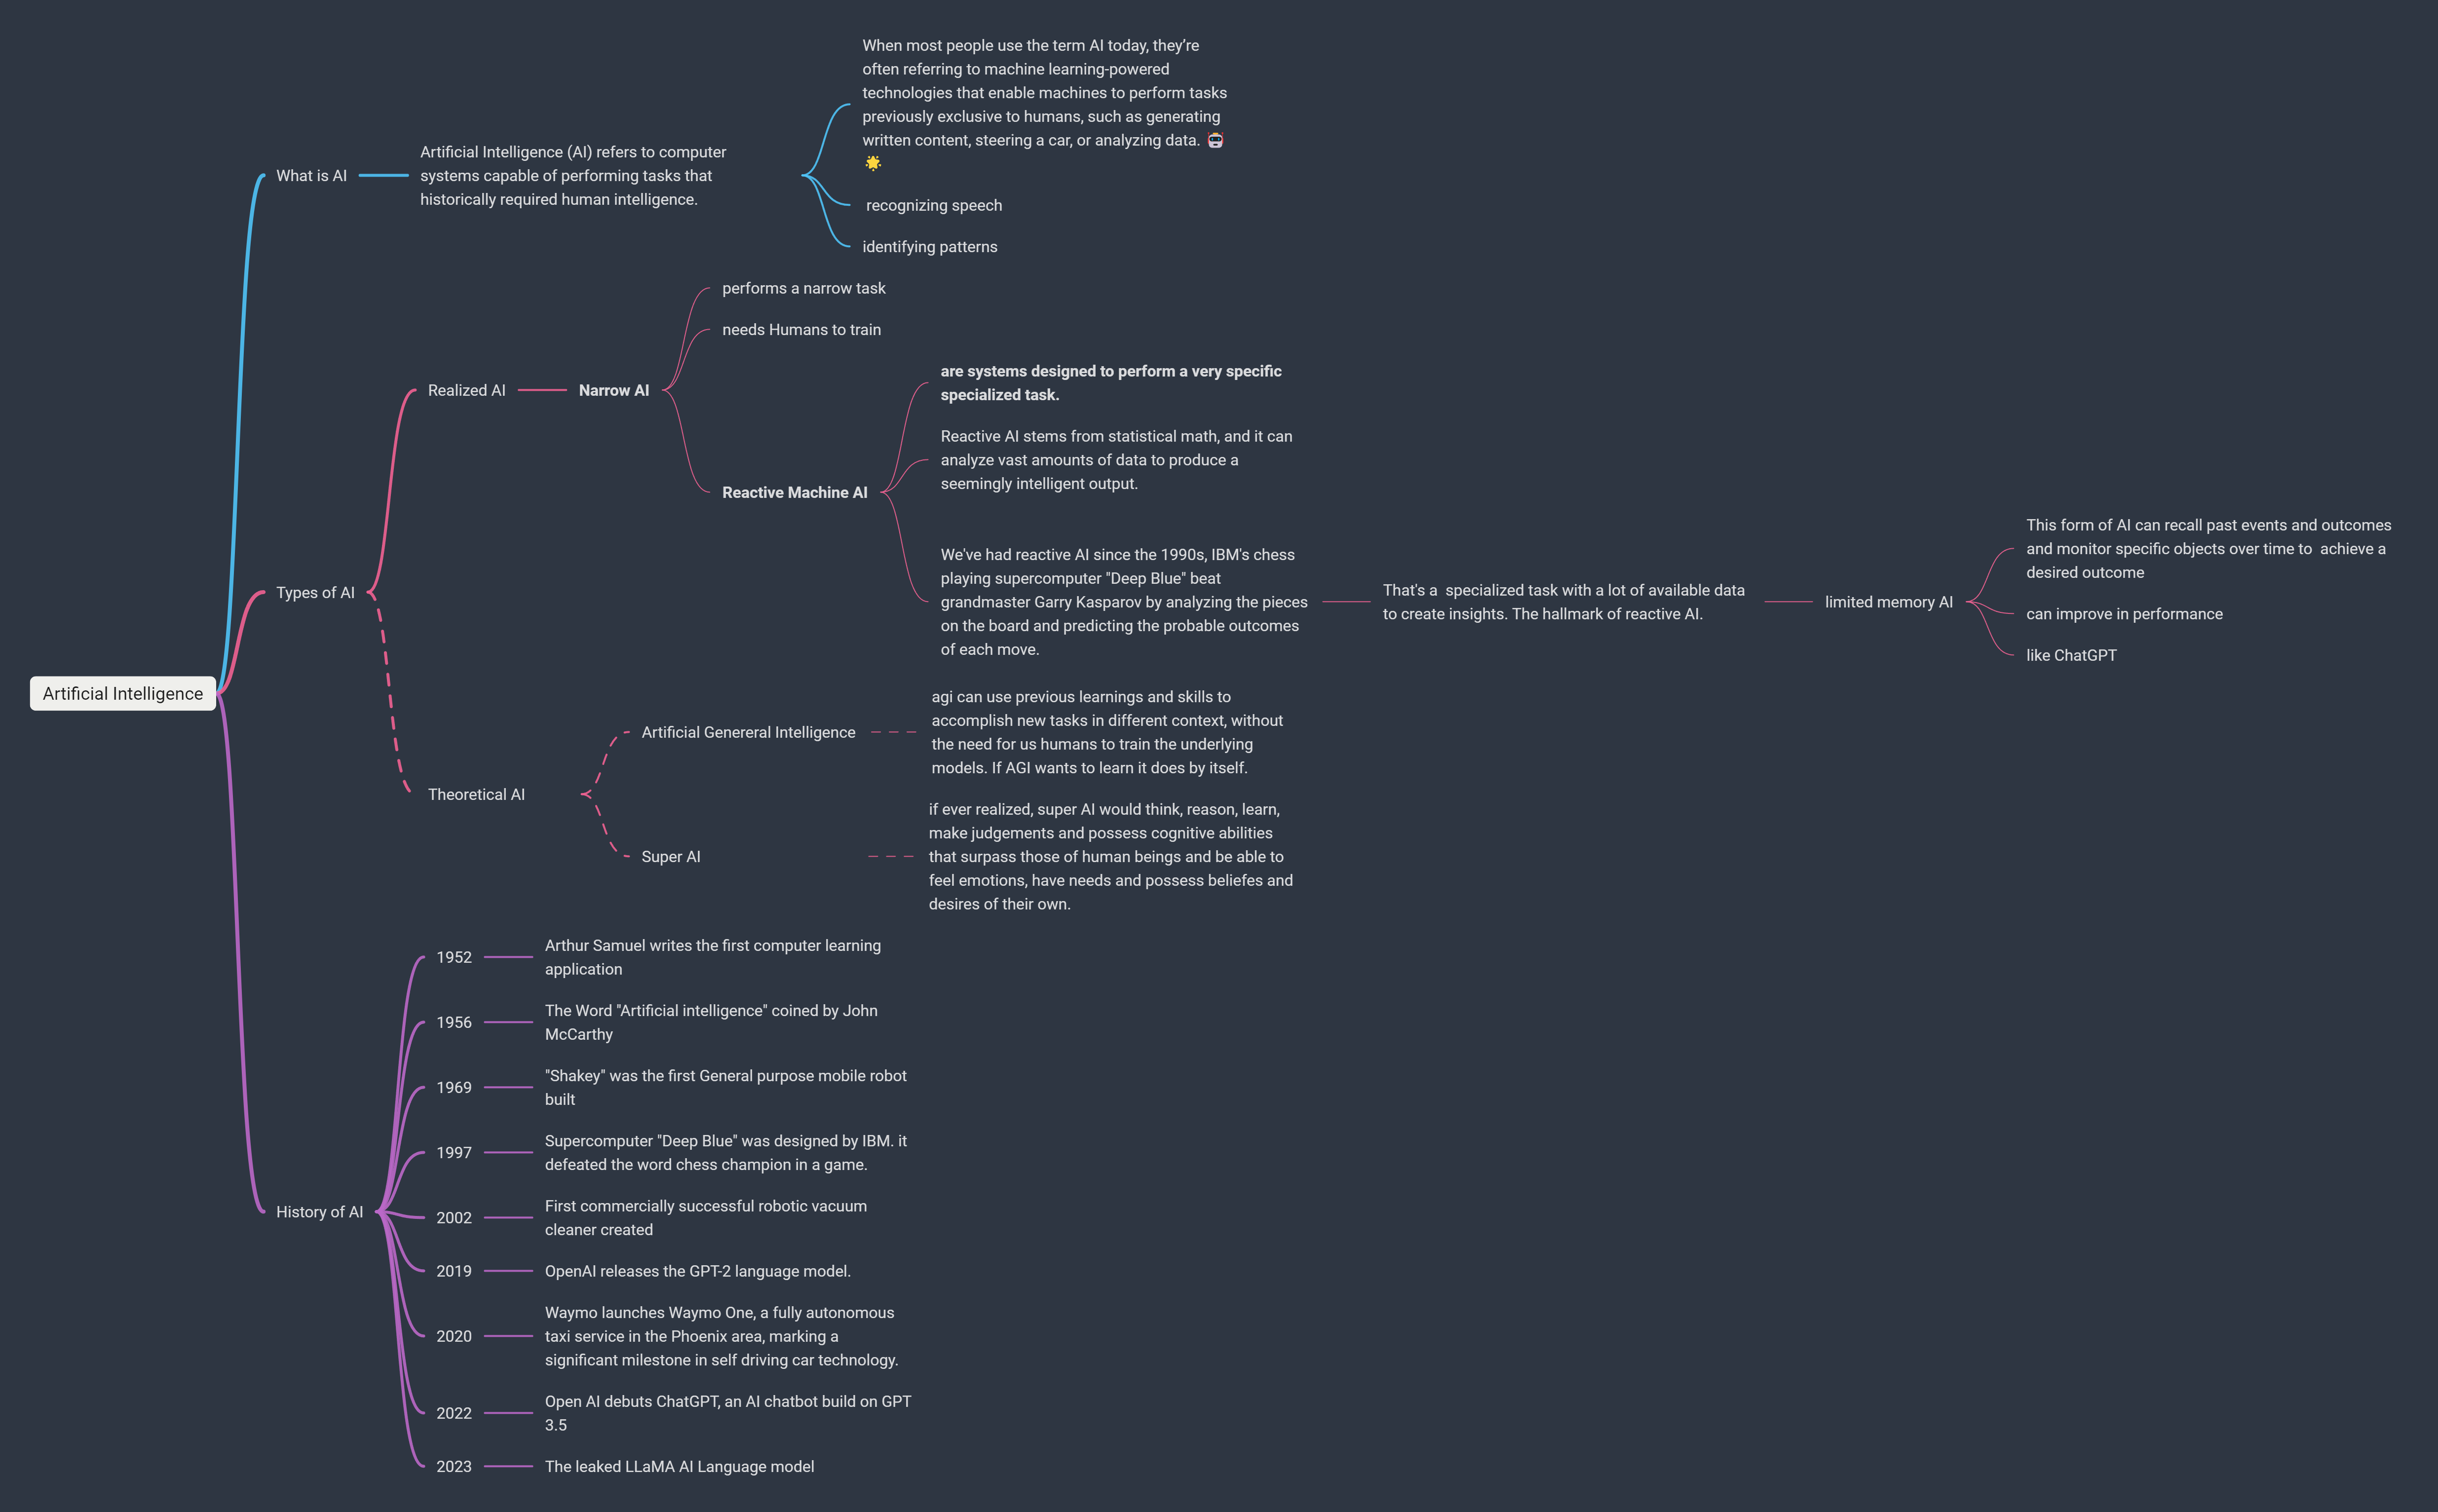 Artificial Intelligence
What is AI
Artificial Intelligence (AI) refers to computer
systems capable of performing tasks that
historically required human intelligence.
When most people use the term AI today, they’re
often referring to machine learning-powered
technologies that enable machines to perform tasks
previously exclusive to humans, such as generating
written content, steering a car, or analyzing data. 🤖
🌟
recognizing speech
identifying patterns
Types of AI
Realized AI
Narrow AI
performs a narrow task
needs Humans to train
Reactive Machine AI
are systems designed to perform a very specific
specialized task.
Reactive AI stems from statistical math, and it can
analyze vast amounts of data to produce a
seemingly intelligent output.
We've had reactive AI since the 1990s, IBM's chess
playing supercomputer "Deep Blue" beat
grandmaster Garry Kasparov by analyzing the pieces
on the board and predicting the probable outcomes
of each move.
That's a  specialized task with a lot of available data
to create insights. The hallmark of reactive AI.
limited memory AI
This form of AI can recall past events and outcomes
and monitor specific objects over time to  achieve a
desired outcome
can improve in performance
like ChatGPT
Theoretical AI
Artificial Genereral Intelligence
agi can use previous learnings and skills to
accomplish new tasks in different context, without
the need for us humans to train the underlying
models. If AGI wants to learn it does by itself.
Super AI
if ever realized, super AI would think, reason, learn,
make judgements and possess cognitive abilities
that surpass those of human beings and be able to
feel emotions, have needs and possess beliefes and
desires of their own.
History of AI
1952
Arthur Samuel writes the first computer learning
application
1956
The Word "Artificial intelligence" coined by John
McCarthy
1969
"Shakey" was the first General purpose mobile robot
built
1997
Supercomputer "Deep Blue" was designed by IBM. it
defeated the word chess champion in a game.
2002
First commercially successful robotic vacuum
cleaner created
2019
OpenAI releases the GPT-2 language model.
2020
Waymo launches Waymo One, a fully autonomous
taxi service in the Phoenix area, marking a
significant milestone in self driving car technology.
2022
Open AI debuts ChatGPT, an AI chatbot build on GPT
3.5
2023
The leaked LLaMA AI Language model